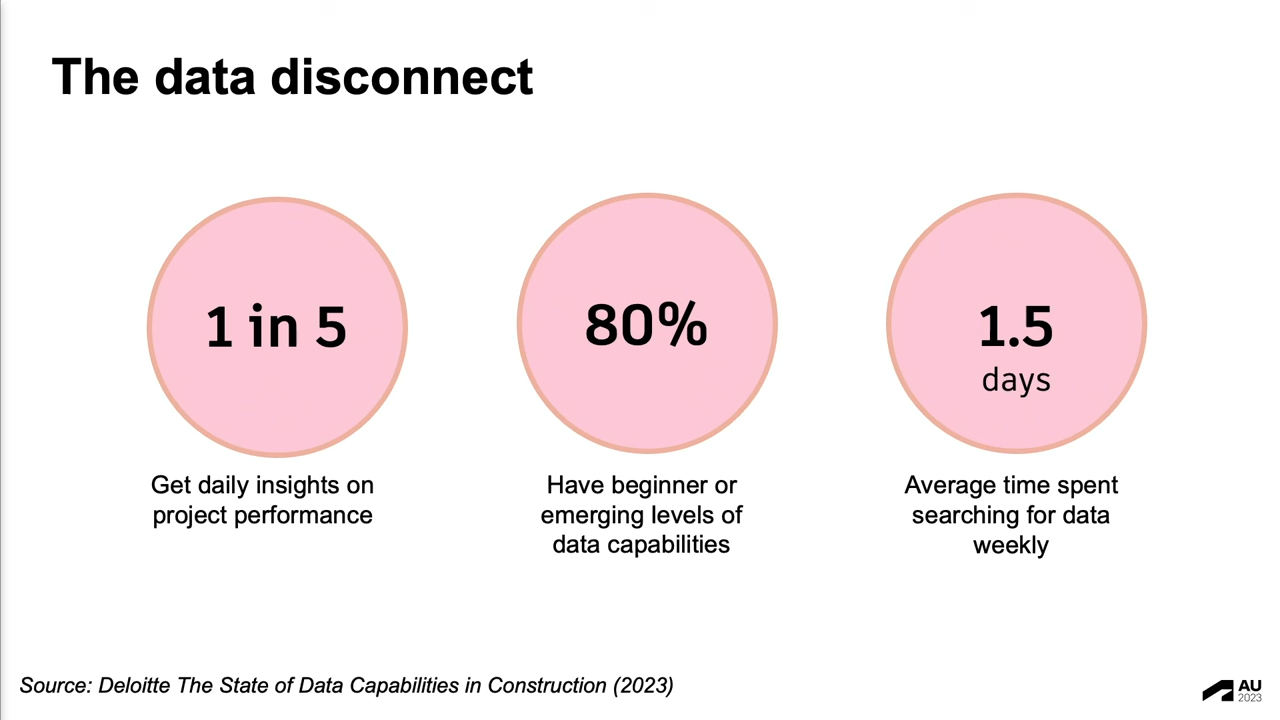 The data disconnect
1 in 5
80%
1.5
days
Get daily insights on
project performance
Have beginner or
emerging levels of
data capabilities
Average time spent
searching for data
weekly
Source: Deloitte The State of Data Capabilities in Construction (2023)
AU
2023